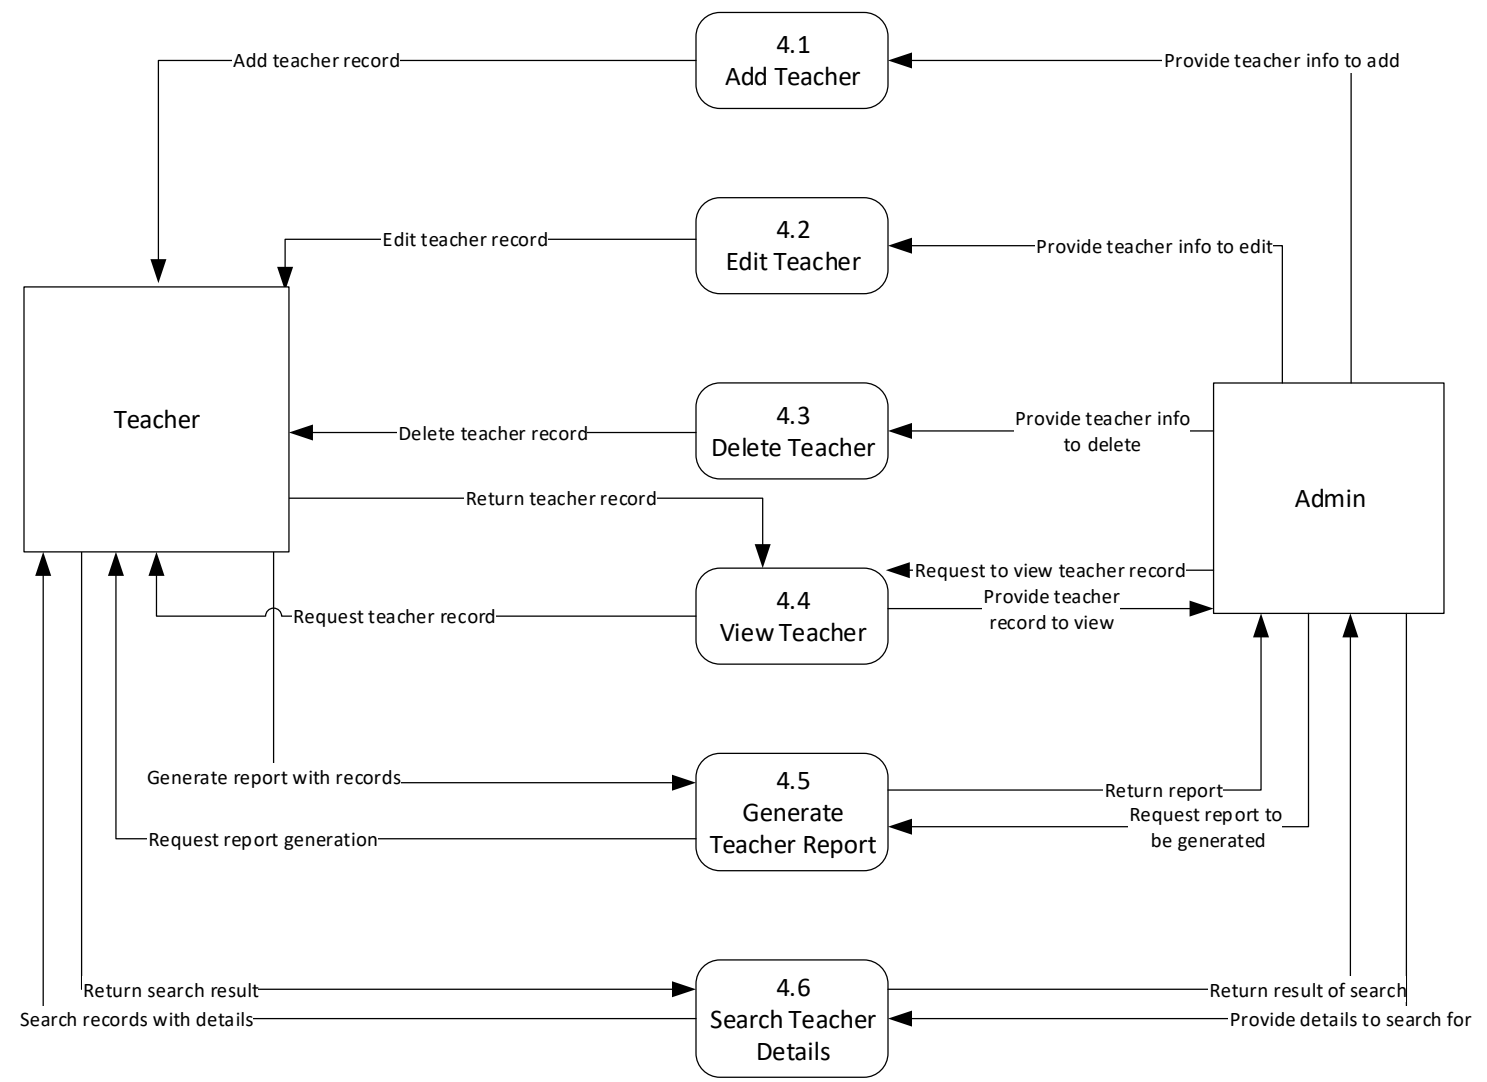 4.1
Add Teacher
Add teacher record
Provide teacher info to add
4.2
Edit Teacher
Edit teacher record
Provide teacher info to edit
Teacher
4.3
Delete Teacher
Delete teacher record
Provide teacher info
to delete
Admin
Return teacher record
4.4
View Teacher
Request to view teacher record
Provide teacher
record to view
Request teacher record
4.5
Generate
Teacher Report
Generate report with records
Return report
Request report to
be generated
Request report generation
4.6
Search Teacher
Details
Return search result
Return result of search
Search records with details
Provide details to search for